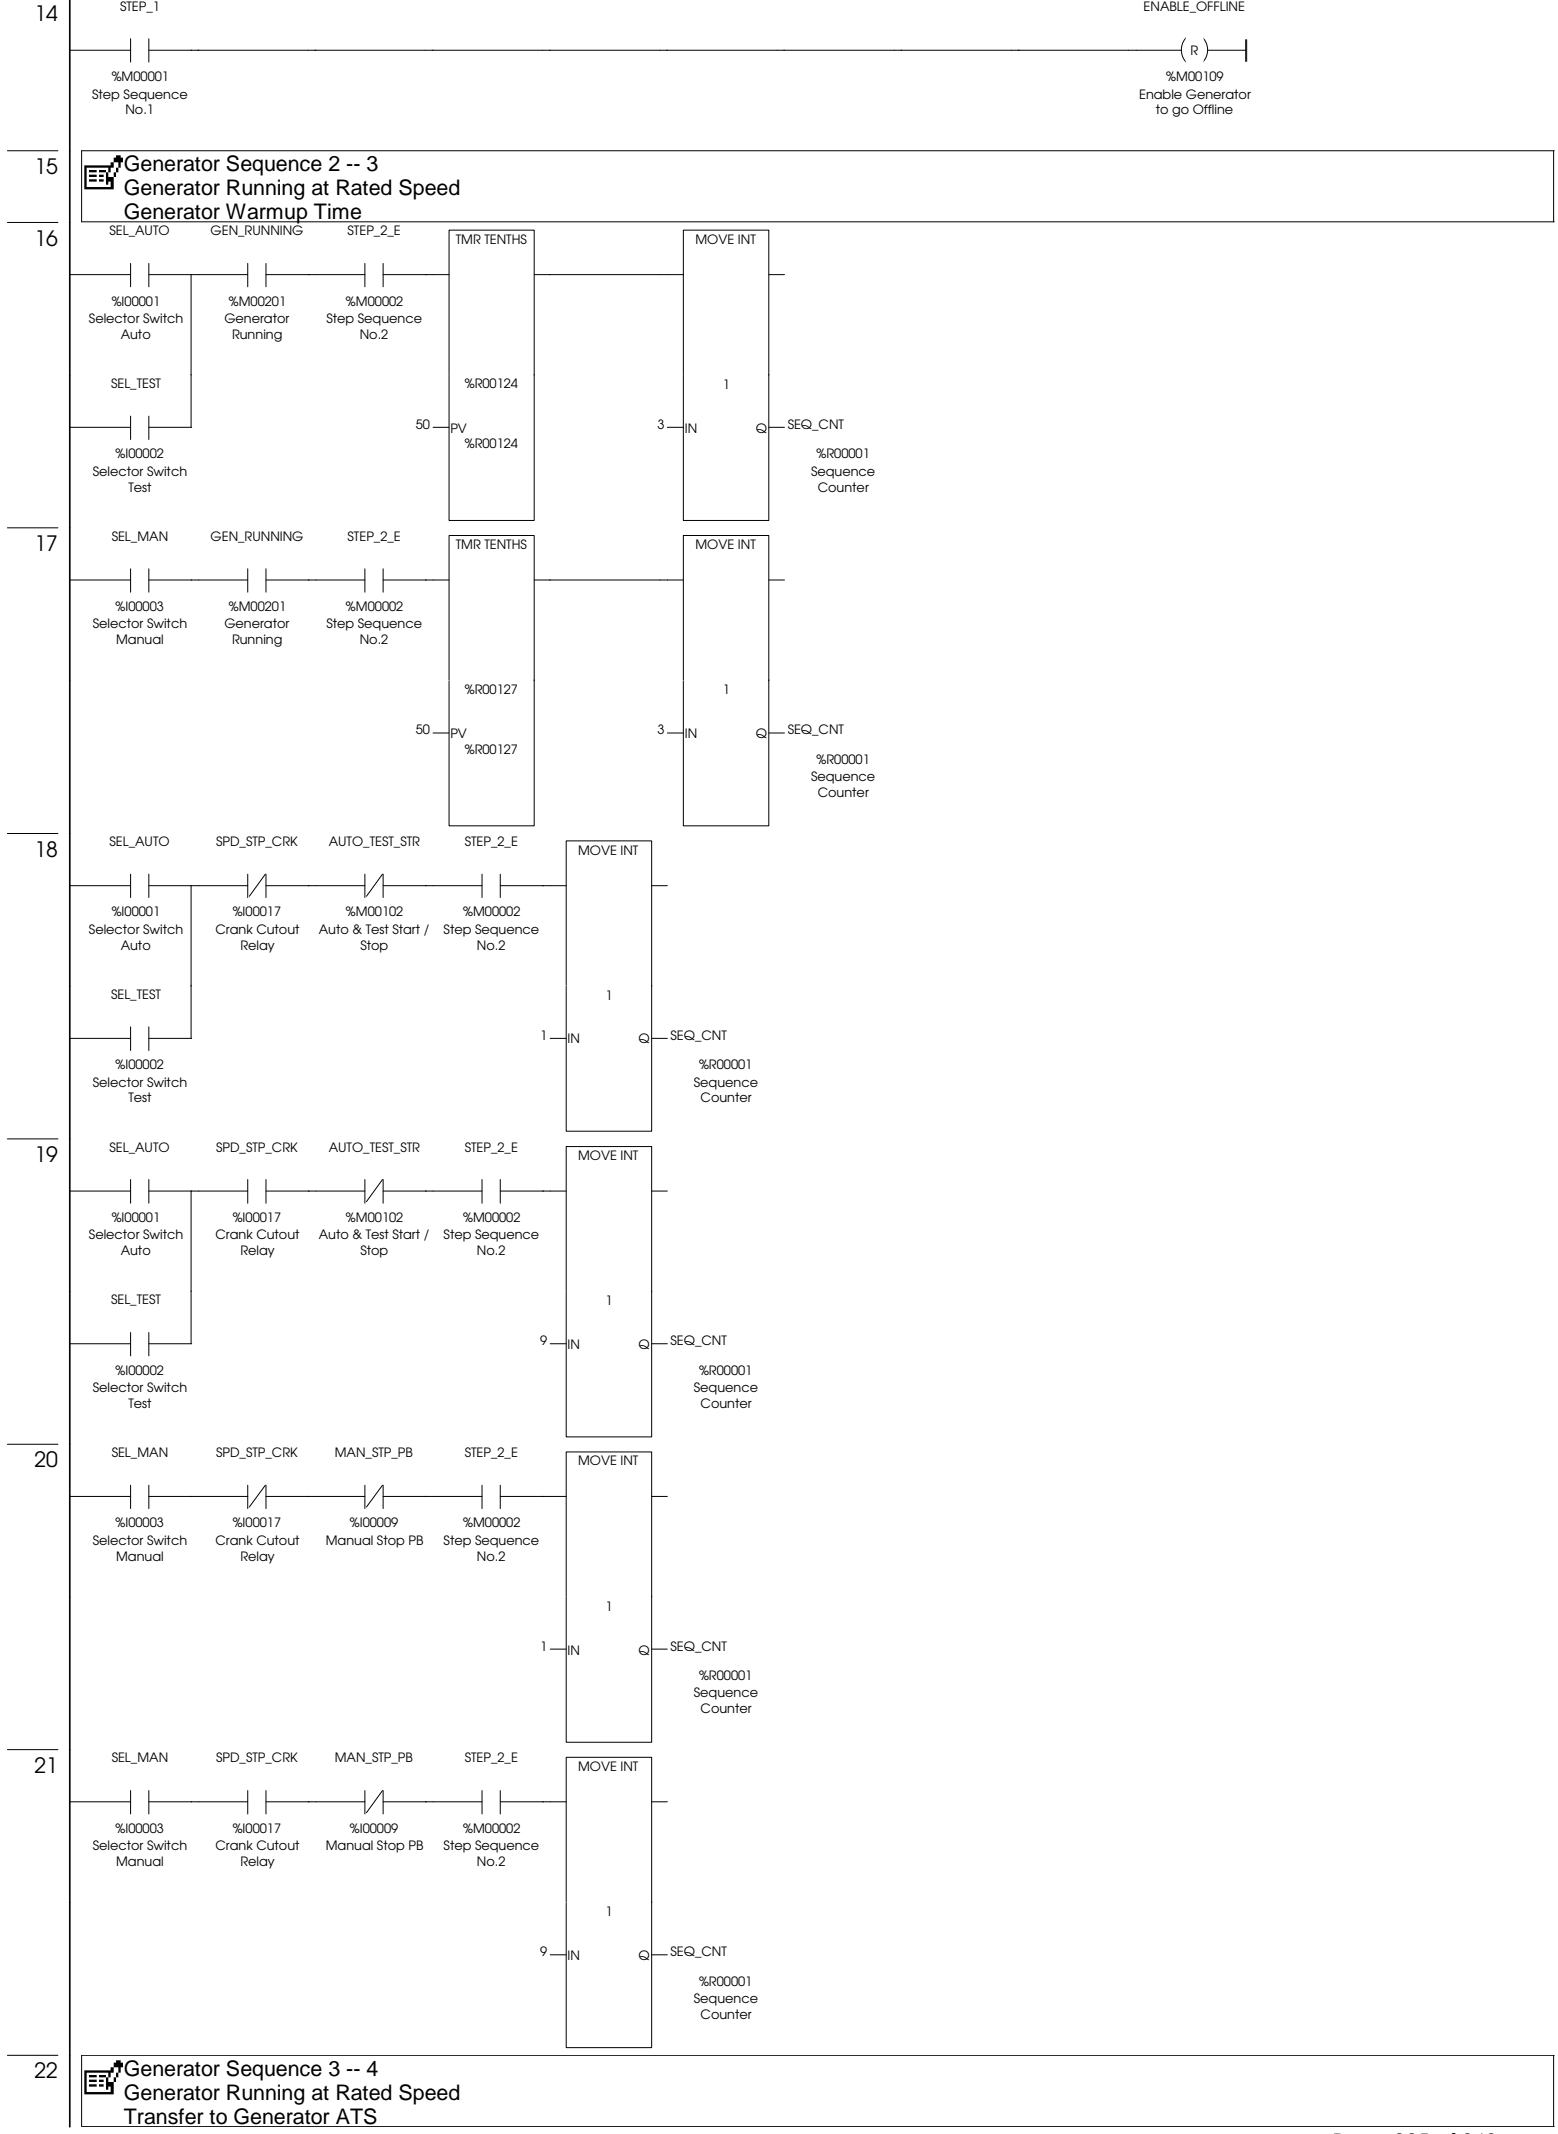 14
STEP_1
ENABLE_OFFLINE
R
%M00001
Step Sequence
No.1
%M00109
Enable Generator
to go Offline
15
Generator Sequence 2 -- 3
Generator Running at Rated Speed
Generator Warmup Time
16
SEL_AUTO GEN_RUNNING STEP_2_E
TMR TENTHS
MOVE INT
%I00001
Selector Switch
Auto
%M00201
Generator
Running
%M00002
Step Sequence
No.2
SEL_TEST
%R00124
1
50
PV
%R00124
3
IN
Q
SEQ_CNT
%I00002
Selector Switch
Test
%R00001
Sequence
Counter
17
SEL_MAN GEN_RUNNING STEP_2_E
TMR TENTHS
MOVE INT
%I00003
Selector Switch
Manual
%M00201
Generator
Running
%M00002
Step Sequence
No.2
%R00127
1
50
PV
%R00127
3
IN
Q
SEQ_CNT
%R00001
Sequence
Counter
18
SEL_AUTO SPD_STP_CRK AUTO_TEST_STR STEP_2_E
MOVE INT
%I00001
Selector Switch
Auto
%I00017
Crank Cutout
Relay
%M00102
Auto & Test Start /
Stop
%M00002
Step Sequence
No.2
SEL_TEST
1
1
IN
Q
SEQ_CNT
%I00002
Selector Switch
Test
%R00001
Sequence
Counter
19
SEL_AUTO SPD_STP_CRK AUTO_TEST_STR STEP_2_E
MOVE INT
%I00001
Selector Switch
Auto
%I00017
Crank Cutout
Relay
%M00102
Auto & Test Start /
Stop
%M00002
Step Sequence
No.2
SEL_TEST
1
9
IN
Q
SEQ_CNT
%I00002
Selector Switch
Test
%R00001
Sequence
Counter
20
SEL_MAN SPD_STP_CRK MAN_STP_PB STEP_2_E
MOVE INT
%I00003
Selector Switch
Manual
%I00017
Crank Cutout
Relay
%I00009
Manual Stop PB
%M00002
Step Sequence
No.2
1
1
IN
Q
SEQ_CNT
%R00001
Sequence
Counter
21
SEL_MAN SPD_STP_CRK MAN_STP_PB STEP_2_E
MOVE INT
%I00003
Selector Switch
Manual
%I00017
Crank Cutout
Relay
%I00009
Manual Stop PB
%M00002
Step Sequence
No.2
1
9
IN
Q
SEQ_CNT
%R00001
Sequence
Counter
22
Generator Sequence 3 -- 4
Generator Running at Rated Speed
Transfer to Generator ATS